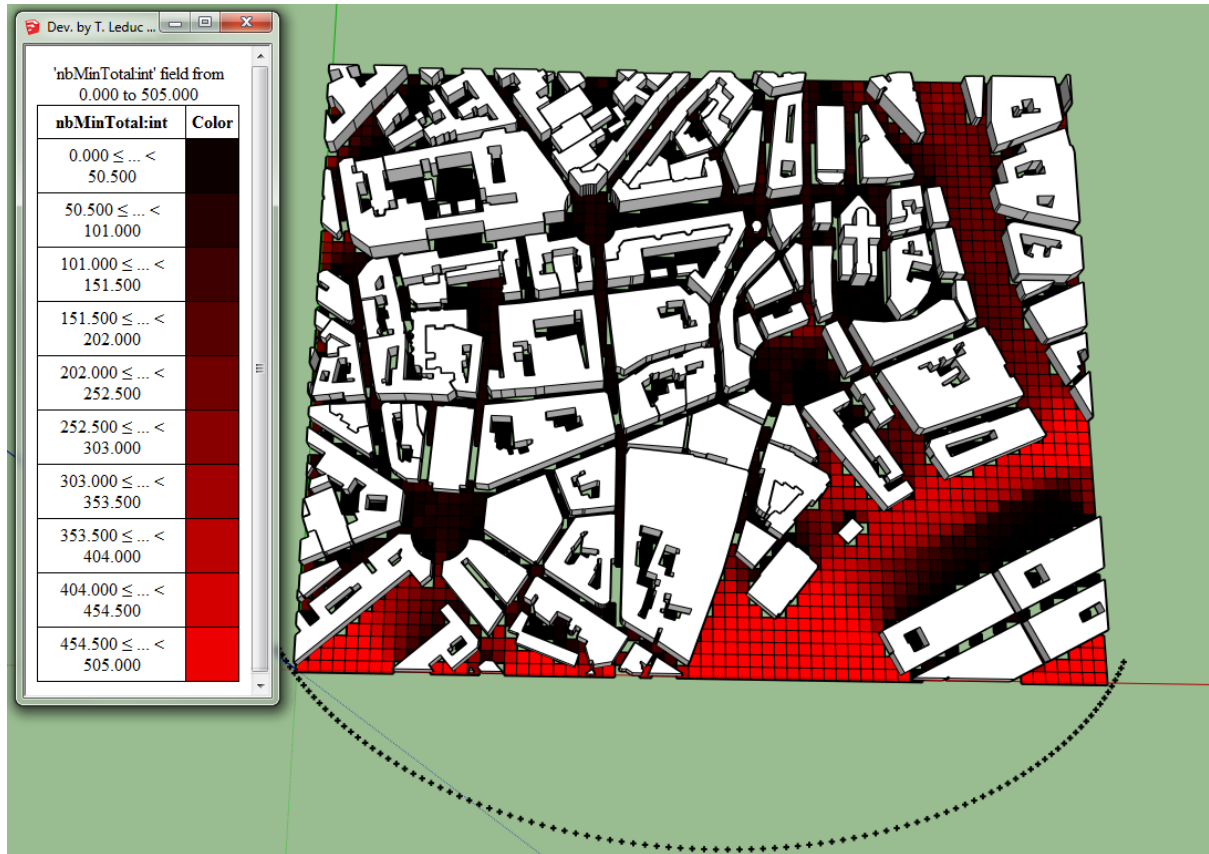 Dev. by T. Leduc ...
'nbMinTotal:int' field from
0.000 to 505.000
nbMinTotal:int Color
0.000 ≤ ... <
50.500
50.500 ≤ ... <
101.000
101.000 ≤ ... <
151.500
151.500 ≤ ... <
202.000
202.000 ≤ ... <
252.500
252.500 ≤ ... <
303.000
303.000 ≤ ... <
353.500
353.500 ≤ ... <
404.000
404.000 ≤ ... <
454.500
454.500 ≤ ... <
505.000